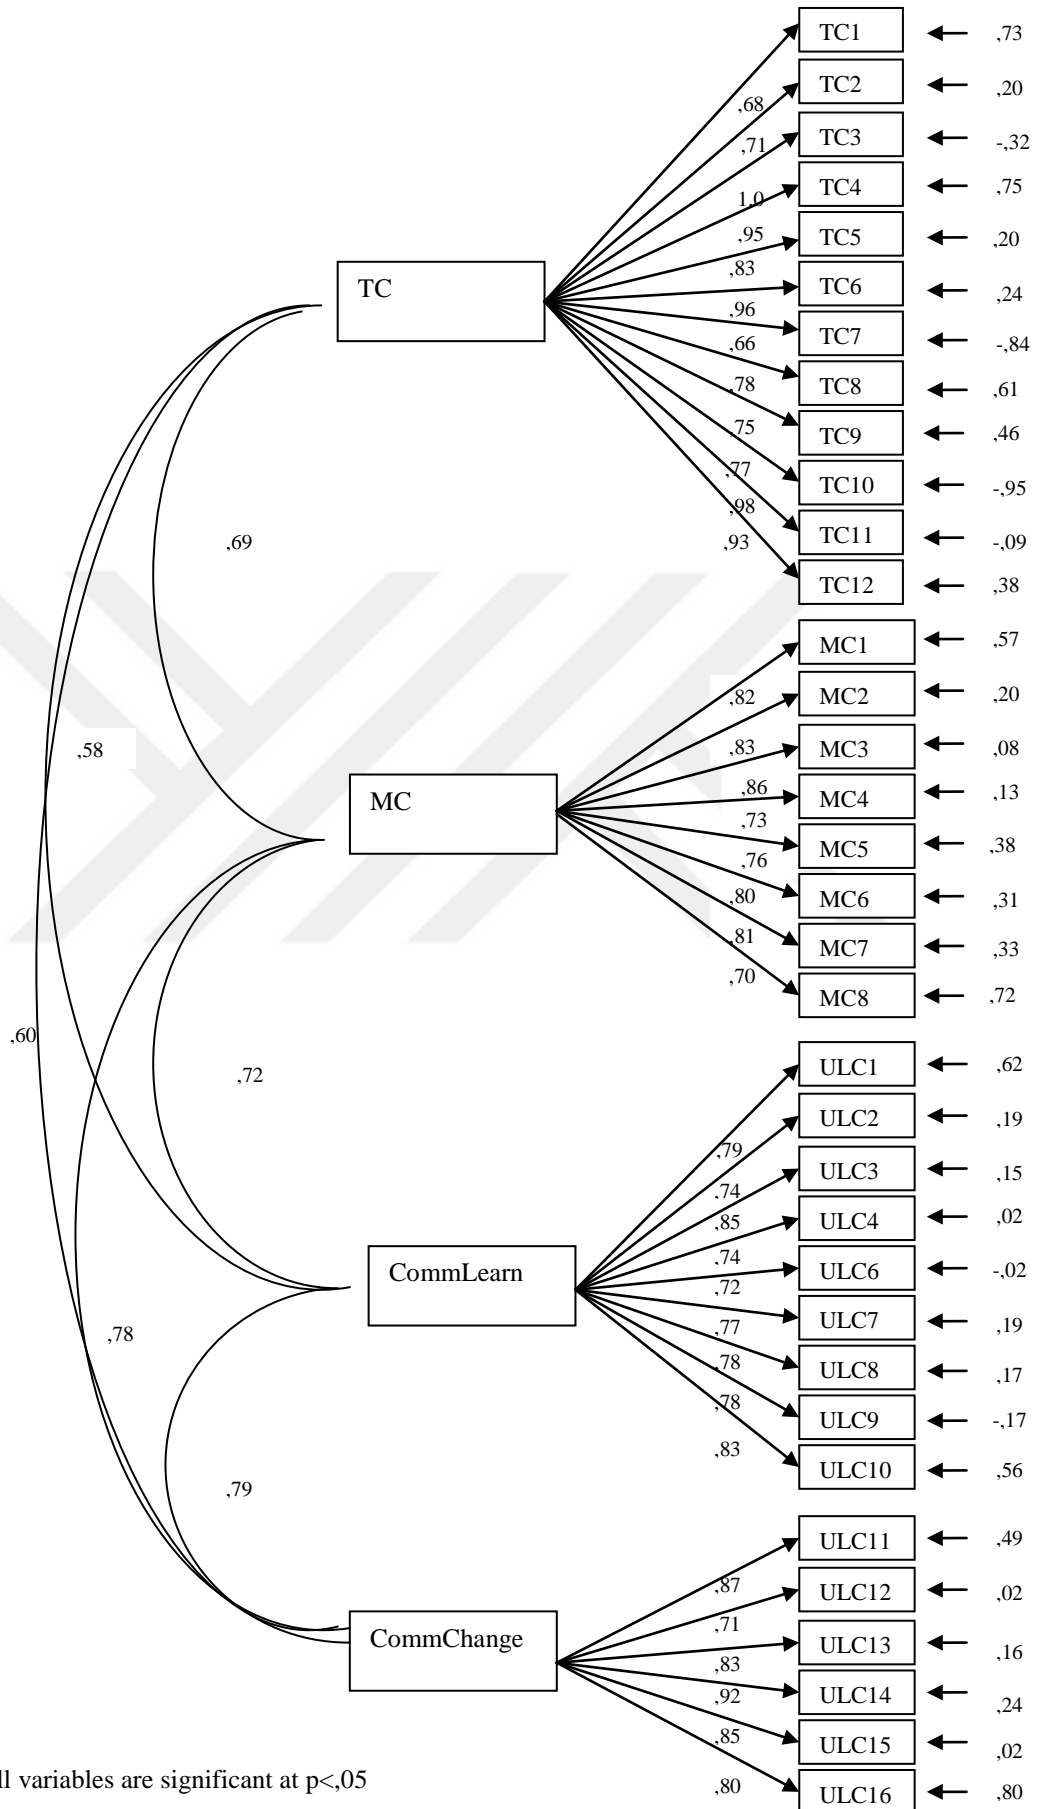 TC1 ,73
TC2 ,20
,68
TC3 -,32
,71
TC4 ,75
1,0
TC5 ,20
,95
TC6 ,24
,83
TC
,96
TC7 -,84
,66
TC8 ,61
,78
TC9 ,46
,75
TC10 -,95
,77
,98
TC11 -,09
,93
,69
TC12 ,38
MC1 ,57
MC2 ,20
,82
MC3 ,08
,83
,58
MC4 ,13
,86
MC
,73
MC5 ,38
,76
MC6 ,31
,80
MC7 ,33
,81
,70
MC8 ,72
,60
ULC1 ,62
,72
ULC2 ,19
,79
ULC3 ,15
,74
ULC4 ,02
,85
,74
ULC6 -,02
CommLearn
,72
ULC7 ,19
,77
,78
ULC8 ,17
,78
ULC9 -,17
,78
,83
ULC10 ,56
,79
ULC11 ,49
,87
ULC12 ,02
,71
CommChange
ULC13 ,16
,83
ULC14 ,24
,92
,85
ULC15 ,02
,80
ULC16 ,80
ll variables are significant at p<,05